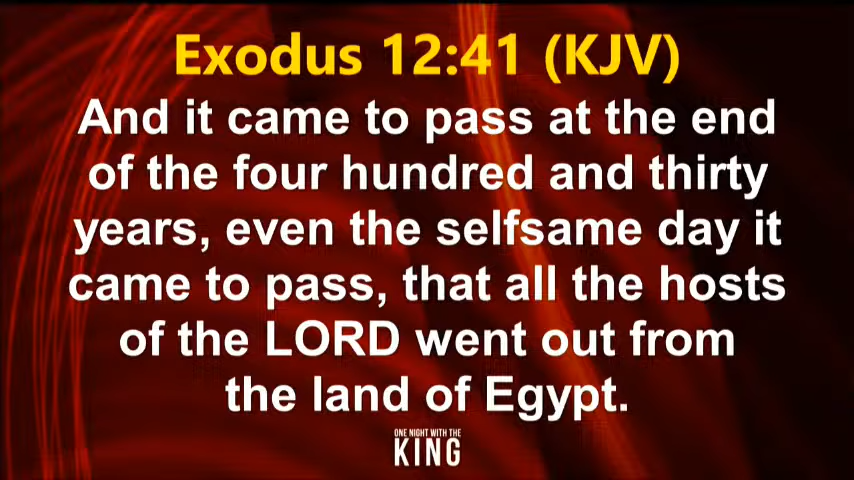 Exodus 12:41 (KJV)
And it came to pass at the end
of the four hundred and thirty
years, even the selfsame day it
came to pass, that all the hosts
of the LORD went out from
the land of Egypt.
ONE NIGHT WITH THE
KING